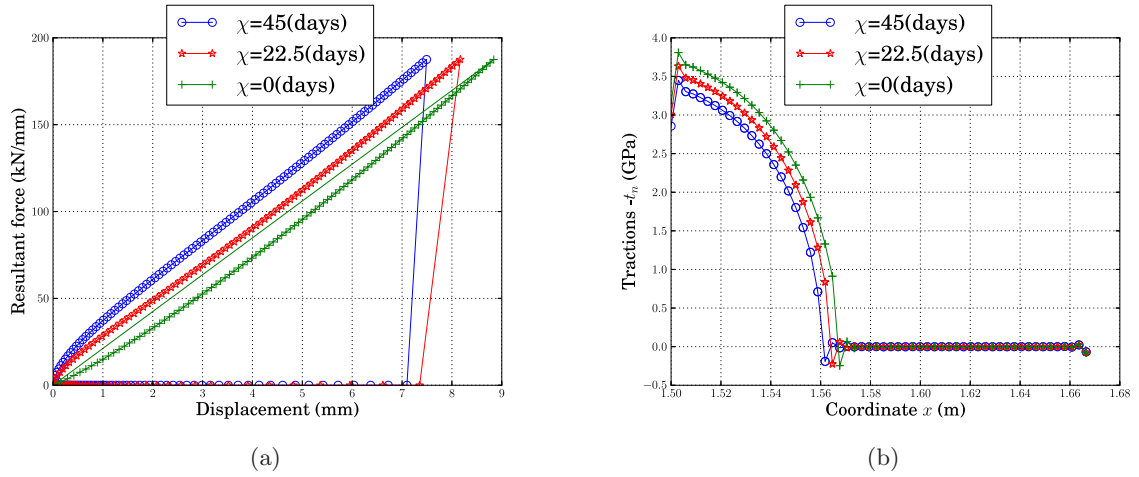 χ=45(days)
χ=22.5(days)
χ=0(days)
200
150
100
50
0
0 1 2 3 4 5 6 7 8 9
Resultant force (kN/mm)
Displacement (mm)
(a)
χ=45(days)
χ=22.5(days)
χ=0(days)
4.0
3.5
3.0
2.5
2.0
1.5
1.0
0.5
0.0
−0.5
1.50 1.52 1.54 1.56 1.58 1.60 1.62 1.64 1.66 1.68
Tractions -tₙ (GPa)
Coordinate x (m)
(b)